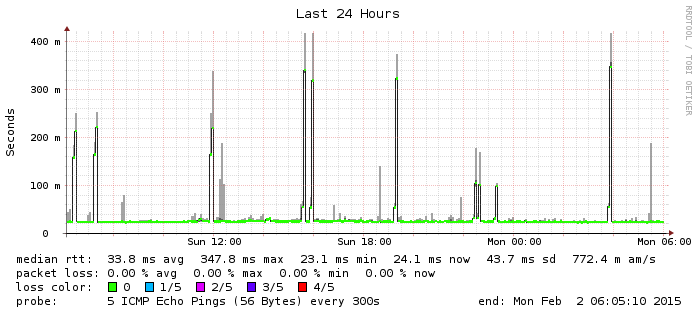 Last 24 Hours
RRDTOOL / TOBI OETIKER
Seconds
400 m
300 m
200 m
100 m
0
Sun 12:00 Sun 18:00 Mon 00:00 Mon 06:00
median rtt: 33.8 ms avg 347.8 ms max 23.1 ms min 24.1 ms now 43.7 ms sd 772.4 m am/s
packet loss: 0.00 % avg 0.00 % max 0.00 % min 0.00 % now
loss color: 0 1/5 2/5 3/5 4/5
probe: 5 ICMP Echo Pings (56 Bytes) every 300s end: Mon Feb 2 06:05:10 2015